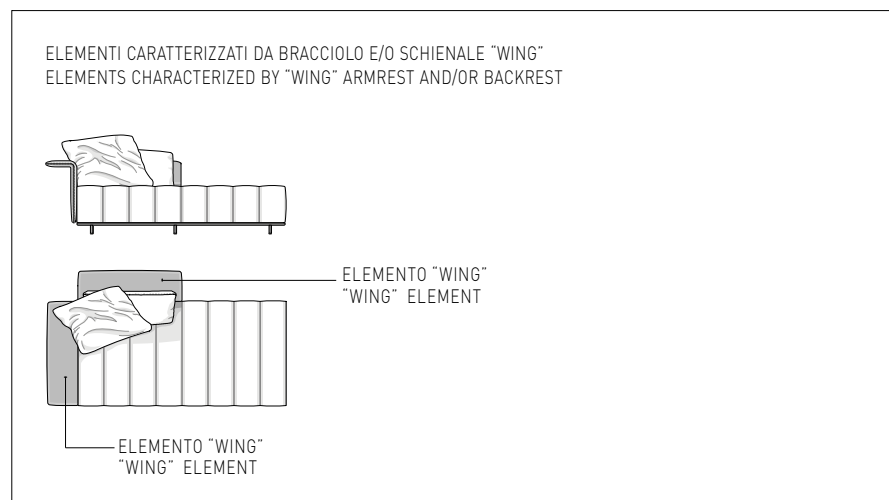 ELEMENTI CARATTERIZZATI DA BRACCIOLO E/O SCHIENALE “WING”
ELEMENTS CHARACTERIZED BY “WING” ARMREST AND/OR BACKREST
ELEMENTO “WING”
“WING” ELEMENT
ELEMENTO “WING”
“WING” ELEMENT